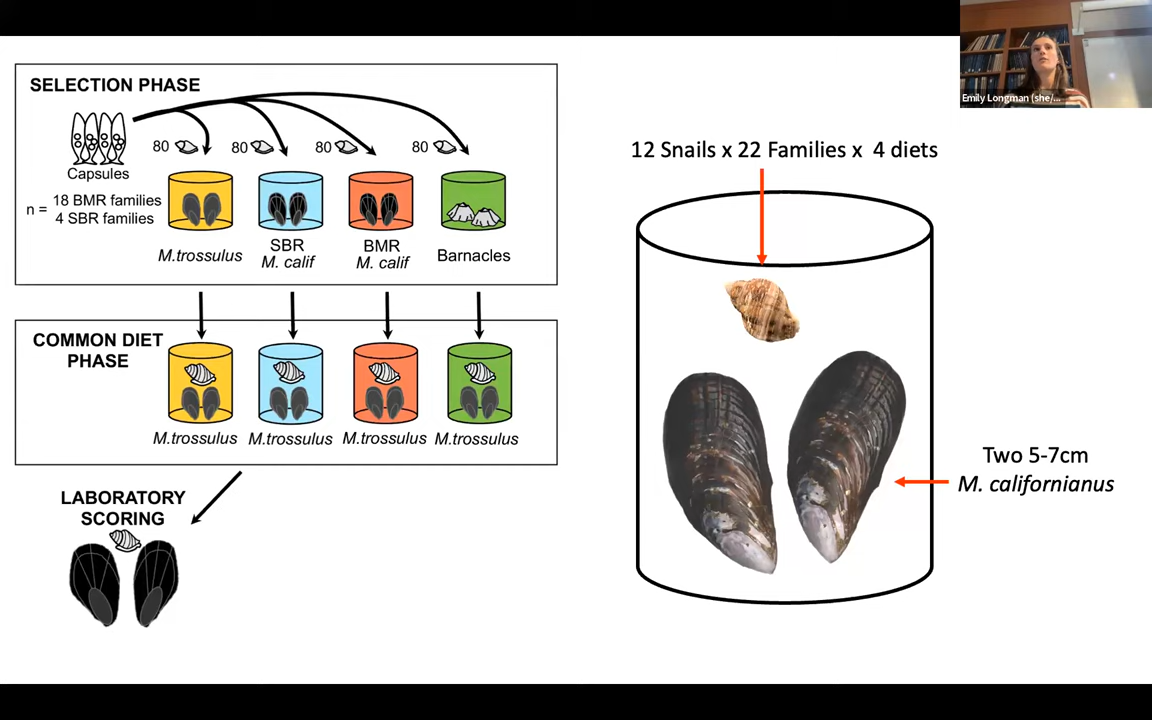 SELECTION PHASE
80 80 80 80
Capsules
n = 18 BMR families
4 SBR families
M.trossulus
SBR
M. calif
BMR
M. calif
Barnacles
COMMON DIET
PHASE
M.trossulus M.trossulus M.trossulus M.trossulus
LABORATORY
SCORING
12 Snails x 22 Families x 4 diets
Two 5-7cm
M. californianus
Emily Longman (she/...